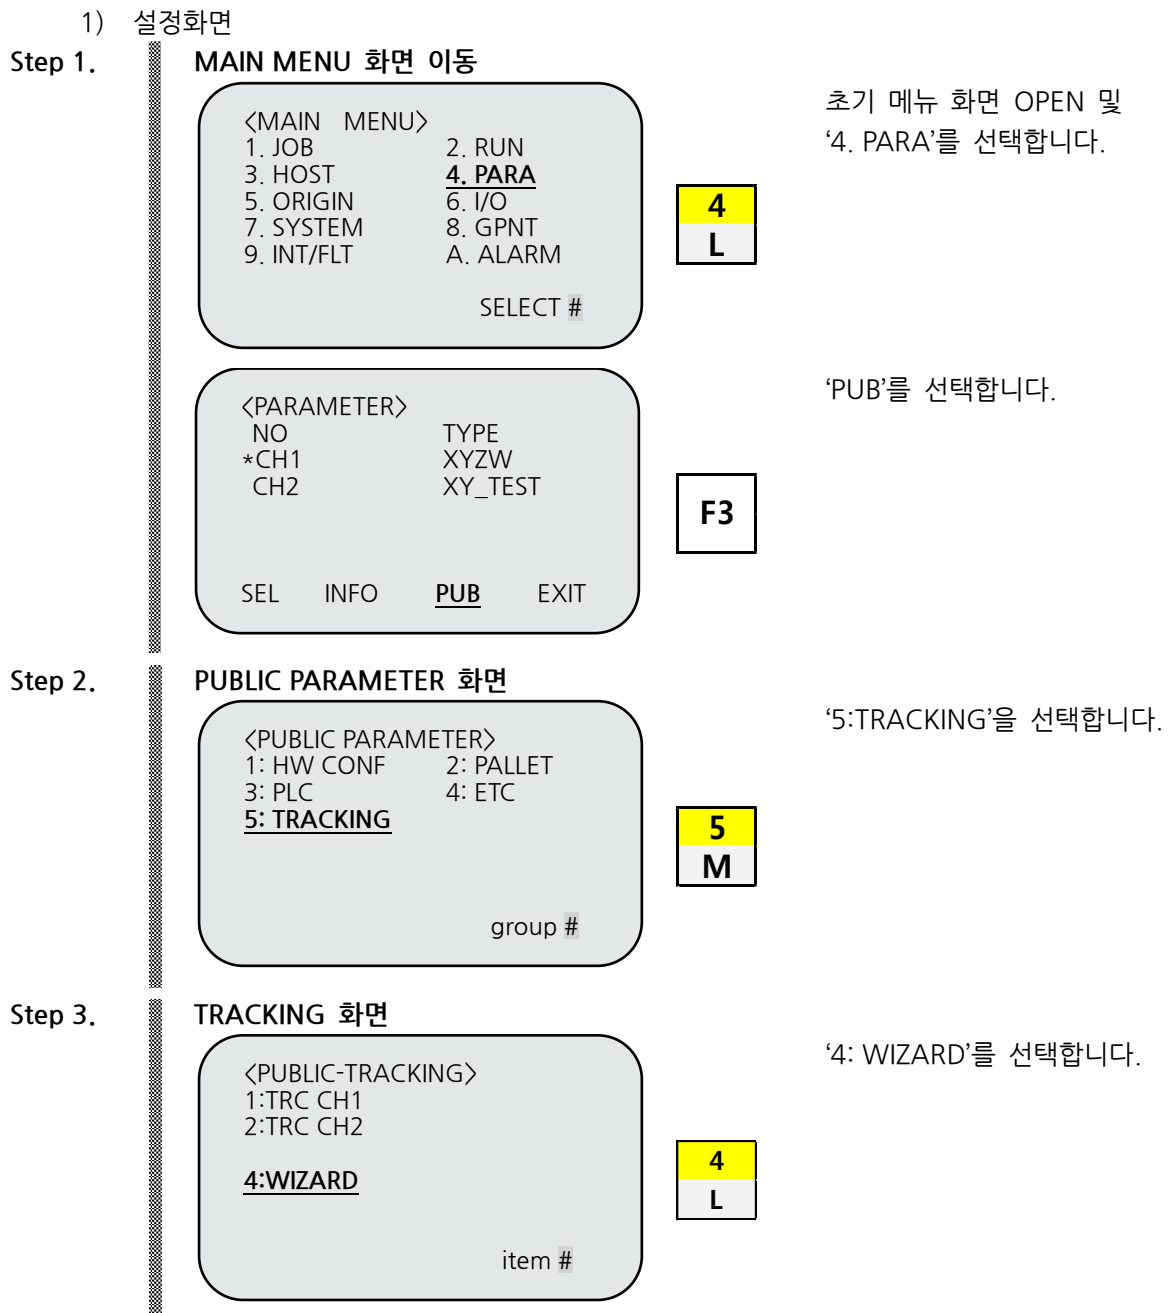 1) 설정화면
Step 1.
MAIN MENU 화면 이동
<MAIN MENU>
1. JOB 2. RUN
3. HOST 4. PARA
5. ORIGIN 6. I/O
7. SYSTEM 8. GPNT
9. INT/FLT A. ALARM
SELECT #
4
L
초기 메뉴 화면 OPEN 및
‘4. PARA’를 선택합니다.
<PARAMETER>
NO TYPE
*CH1 XYZW
CH2 XY_TEST
SEL INFO PUB EXIT
F3
‘PUB’를 선택합니다.
Step 2.
PUBLIC PARAMETER 화면
<PUBLIC PARAMETER>
1: HW CONF 2: PALLET
3: PLC 4: ETC
5: TRACKING
group #
5
M
‘5:TRACKING’을 선택합니다.
Step 3.
TRACKING 화면
<PUBLIC-TRACKING>
1:TRC CH1
2:TRC CH2
4:WIZARD
item #
4
L
‘4: WIZARD’를 선택합니다.